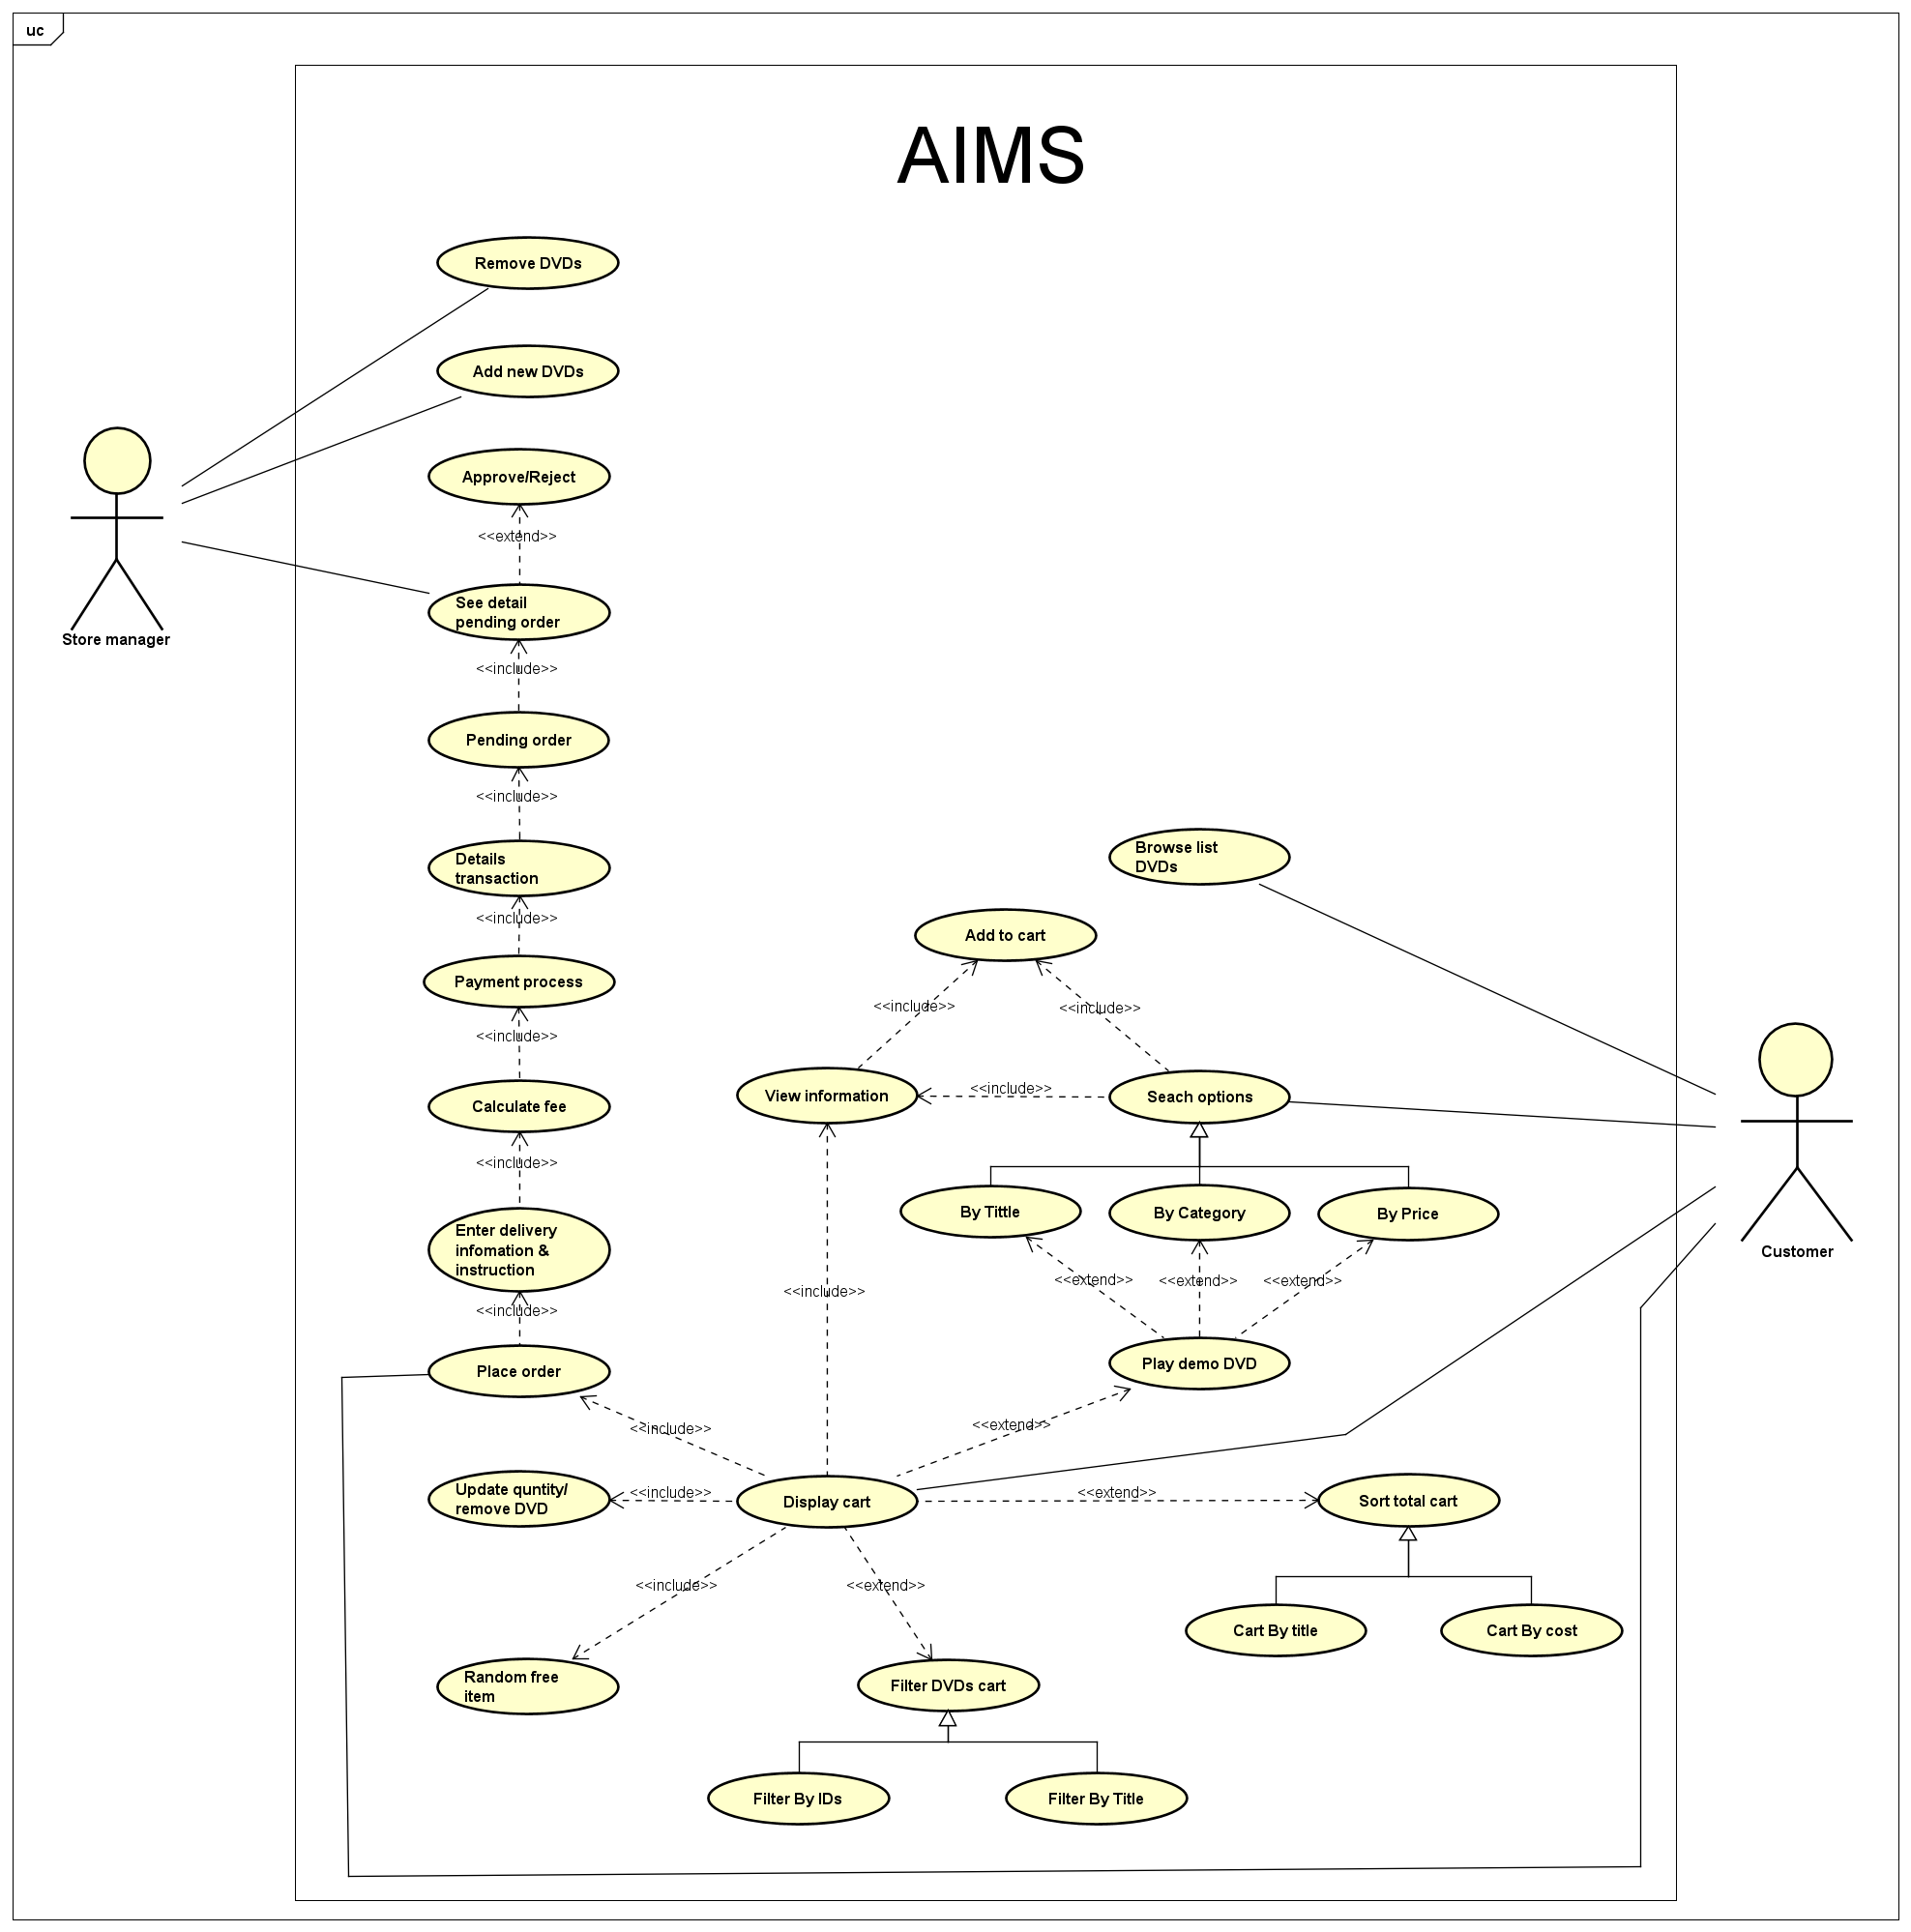 uc
AIMS
Remove DVDs
Add new DVDs
Approve/Reject
<<extend>>
Store manager
See detail
pending order
<<include>>
Pending order
<<include>>
Details
transaction
<<include>>
Payment process
<<include>>
Calculate fee
<<include>>
Enter delivery
infomation &
instruction
<<include>>
Place order
Browse list
DVDs
Add to cart
<<include>>
<<include>>
View information
<<include>>
Seach options
By Tittle
By Category
By Price
Customer
<<extend>>
<<extend>>
<<extend>>
<<include>>
Play demo DVD
<<include>>
<<extend>>
Update quntity/
remove DVD
<<include>>
Display cart
<<extend>>
Sort total cart
<<include>>
<<extend>>
Cart By title
Cart By cost
Random free
item
Filter DVDs cart
Filter By IDs
Filter By Title